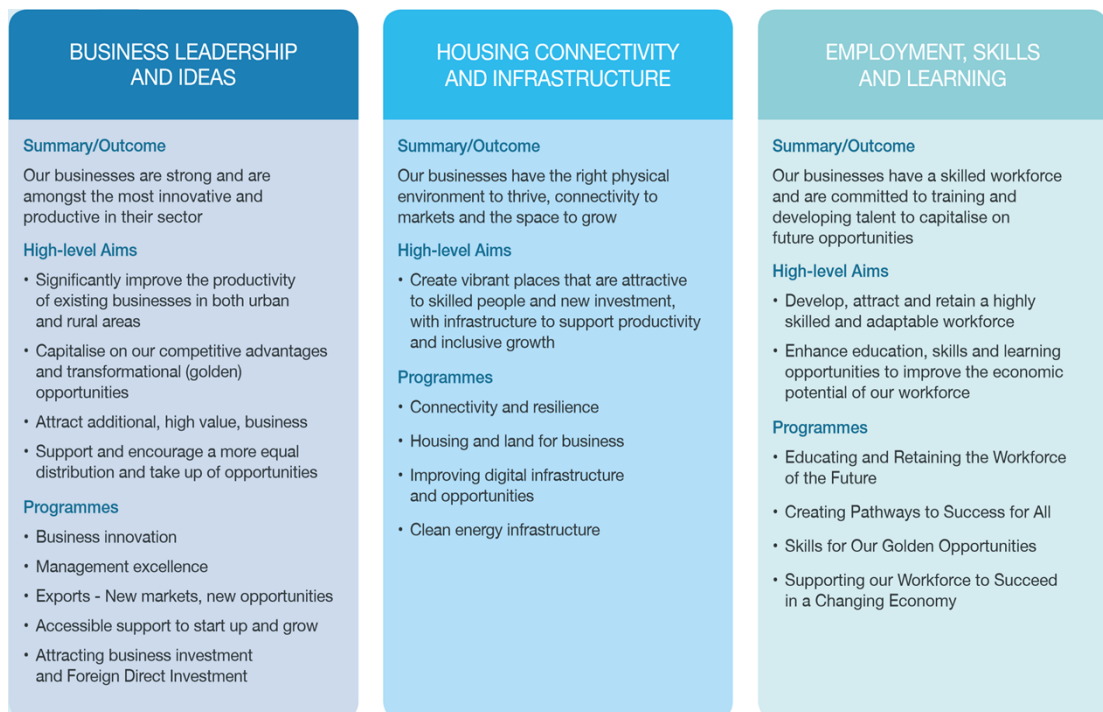 BUSINESS LEADERSHIP
AND IDEAS
Summary/Outcome
Our businesses are strong and are
amongst the most innovative and
productive in their sector
High-level Aims
• Significantly improve the productivity
of existing businesses in both urban
and rural areas
• Capitalise on our competitive advantages
and transformational (golden)
opportunities
• Attract additional, high value, business
• Support and encourage a more equal
distribution and take up of opportunities
Programmes
• Business innovation
• Management excellence
• Exports - New markets, new opportunities
• Accessible support to start up and grow
• Attracting business investment
and Foreign Direct Investment
HOUSING CONNECTIVITY
AND INFRASTRUCTURE
Summary/Outcome
Our businesses have the right physical
environment to thrive, connectivity to
markets and the space to grow
High-level Aims
• Create vibrant places that are attractive
to skilled people and new investment,
with infrastructure to support productivity
and inclusive growth
Programmes
• Connectivity and resilience
• Housing and land for business
• Improving digital infrastructure
and opportunities
• Clean energy infrastructure
EMPLOYMENT, SKILLS
AND LEARNING
Summary/Outcome
Our businesses have a skilled workforce
and are committed to training and
developing talent to capitalise on
future opportunities
High-level Aims
• Develop, attract and retain a highly
skilled and adaptable workforce
• Enhance education, skills and learning
opportunities to improve the economic
potential of our workforce
Programmes
• Educating and Retaining the Workforce
of the Future
• Creating Pathways to Success for All
• Skills for Our Golden Opportunities
• Supporting our Workforce to Succeed
in a Changing Economy